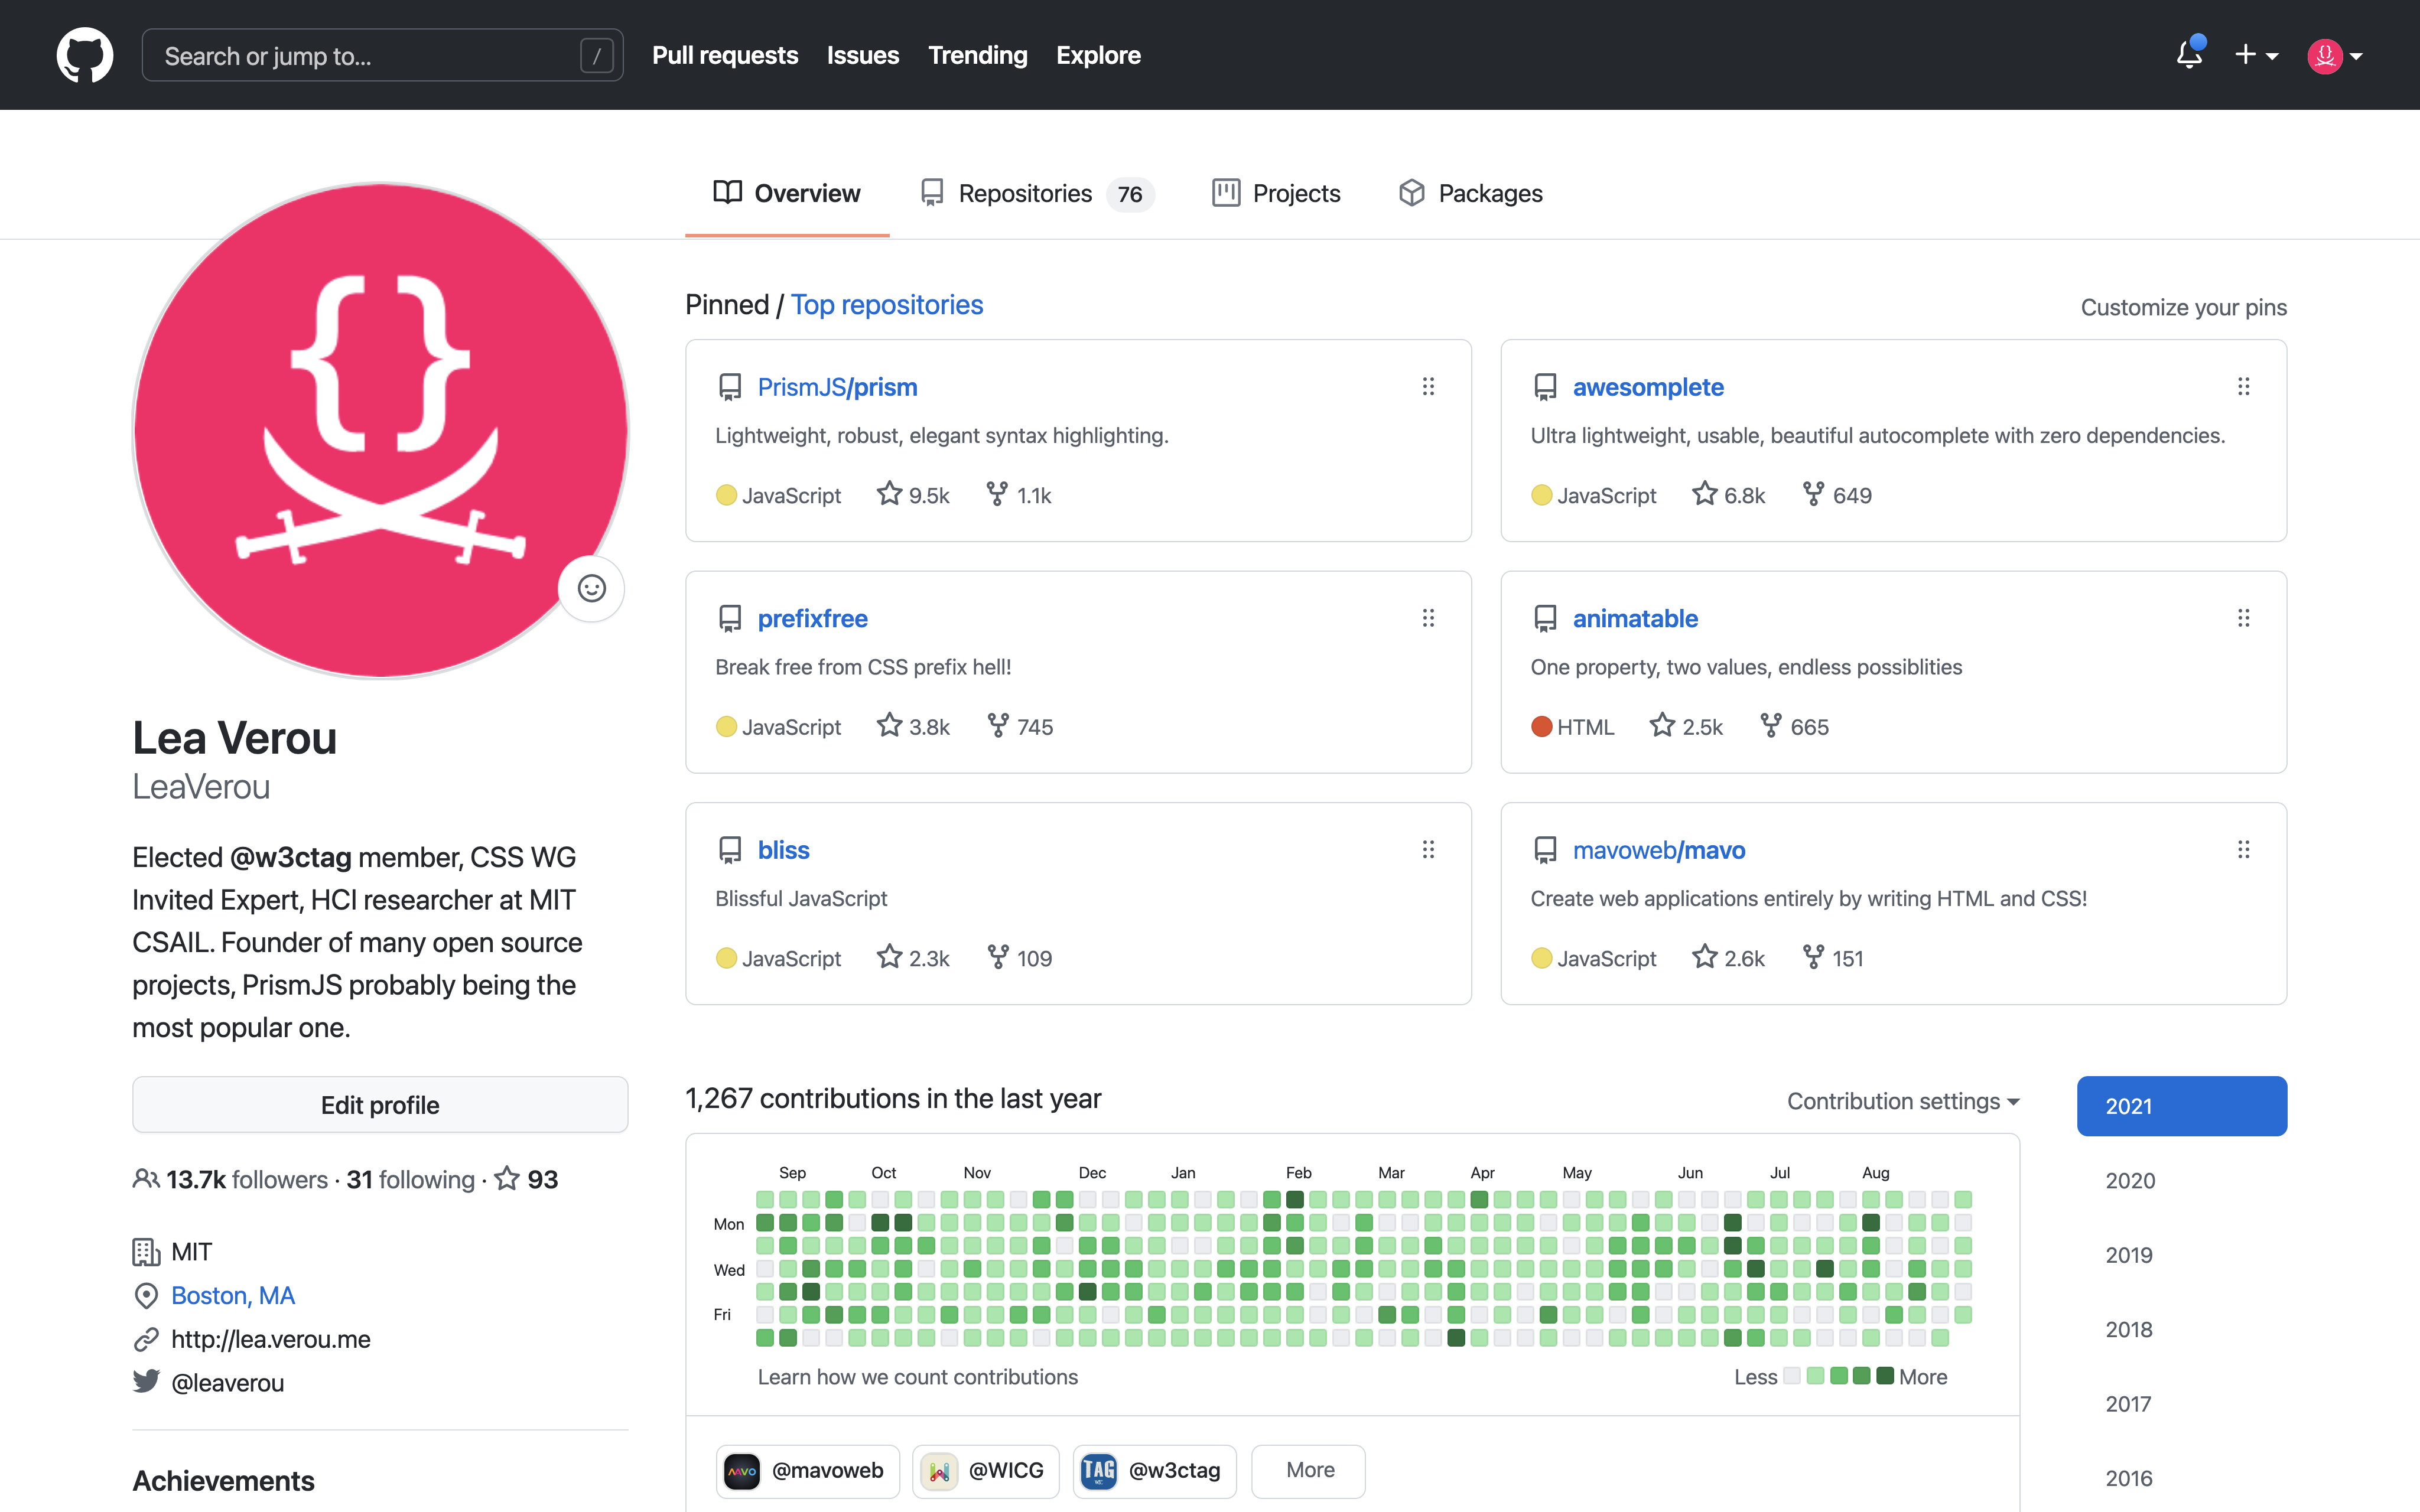 Search or jump to... /
Pull requests
Issues
Trending
Explore
Overview
Repositories 76
Projects
Packages
{}
Lea Verou
LeaVerou
Elected @w3ctag member, CSS WG
Invited Expert, HCI researcher at MIT
CSAIL. Founder of many open source
projects, PrismJS probably being the
most popular one.
Edit profile
13.7k followers · 31 following · 93
MIT
Boston, MA
http://lea.verou.me
@leaverou
Achievements
Pinned / Top repositories
Customize your pins
PrismJS/prism
Lightweight, robust, elegant syntax highlighting.
JavaScript 9.5k 1.1k
awesomplete
Ultra lightweight, usable, beautiful autocomplete with zero dependencies.
JavaScript 6.8k 649
prefixfree
Break free from CSS prefix hell!
JavaScript 3.8k 745
animatable
One property, two values, endless possiblities
HTML 2.5k 665
bliss
Blissful JavaScript
JavaScript 2.3k 109
mavoweb/mavo
Create web applications entirely by writing HTML and CSS!
JavaScript 2.6k 151
1,267 contributions in the last year
Contribution settings
Sep Oct Nov Dec Jan Feb Mar Apr May Jun Jul Aug
Mon
Wed
Fri
Learn how we count contributions
Less More
MAVO @mavoweb
@WICG
TAG @w3ctag
More
2021
2020
2019
2018
2017
2016